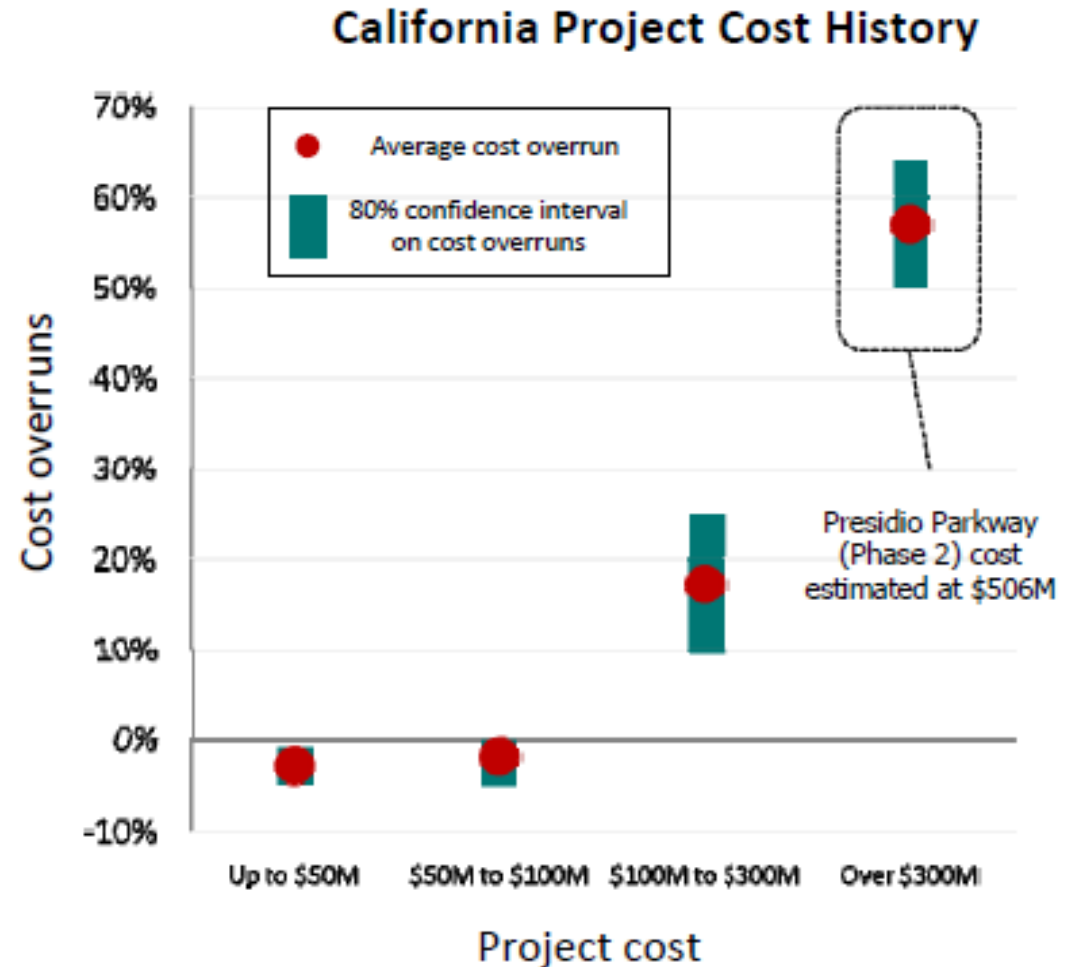 California Project Cost History
70%
60%
50%
40%
30%
20%
10%
0%
-10%
Cost overruns
Average cost overrun
80% confidence interval
on cost overruns
Presidio Parkway
(Phase 2) cost
estimated at $506M
Up to $50M
$50M to $100M
$100M to $300M
Over $300M
Project cost